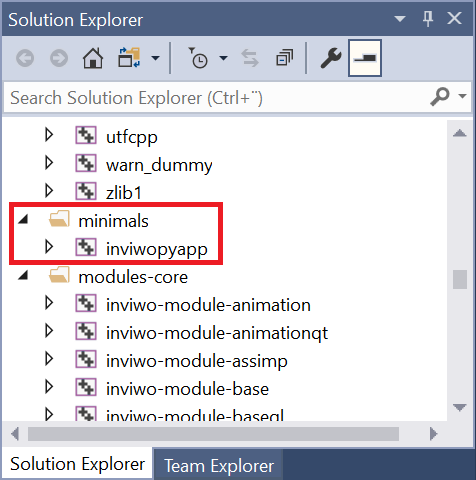 Solution Explorer
Search Solution Explorer (Ctrl+¨)
utfcpp
warn_dummy
zlib1
minimals
inviwopyapp
modules-core
inviwo-module-animation
inviwo-module-animationqt
inviwo-module-assimp
inviwo-module-base
inviwo-module-basegl
Solution Explorer Team Explorer